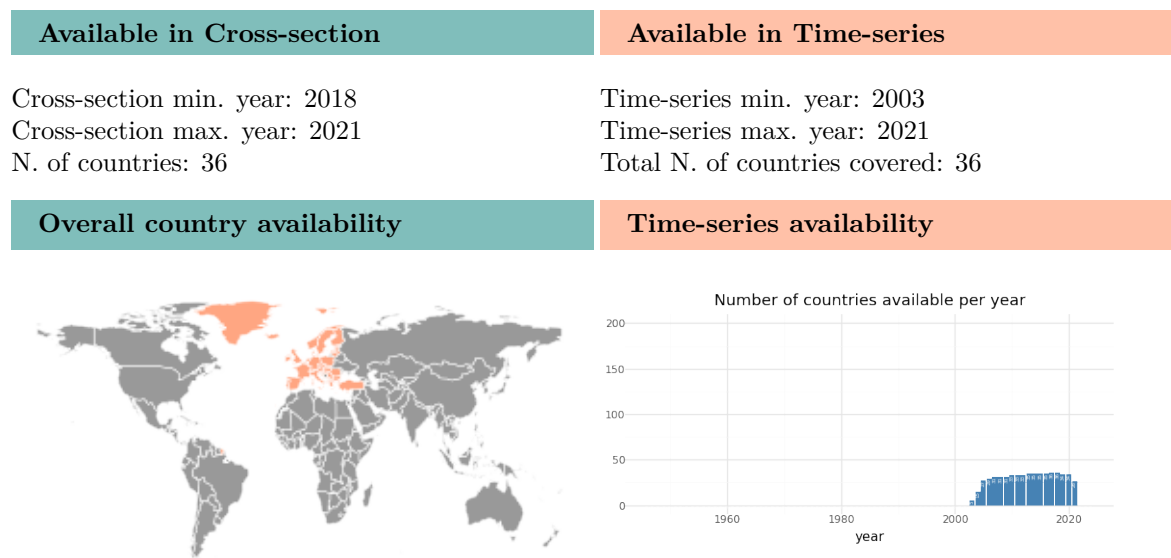 Available in Cross-section
Available in Time-series
Cross-section min. year: 2018
Cross-section max. year: 2021
N. of countries: 36
Time-series min. year: 2003
Time-series max. year: 2021
Total N. of countries covered: 36
Overall country availability
Time-series availability
Number of countries available per year
200
150
100
50
0
1960 1980 2000 2020
year